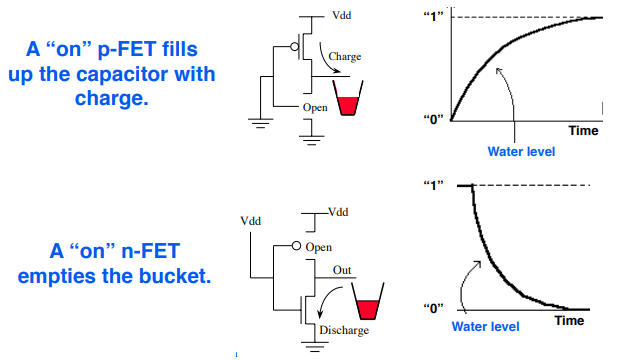 A “on” p-FET fills
up the capacitor with
charge.
Vdd
Charge
Open
“1”
“0”
Time
Water level
A “on” n-FET
empties the bucket.
Vdd
Vdd
Open
Out
Discharge
“1”
“0”
Time
Water level